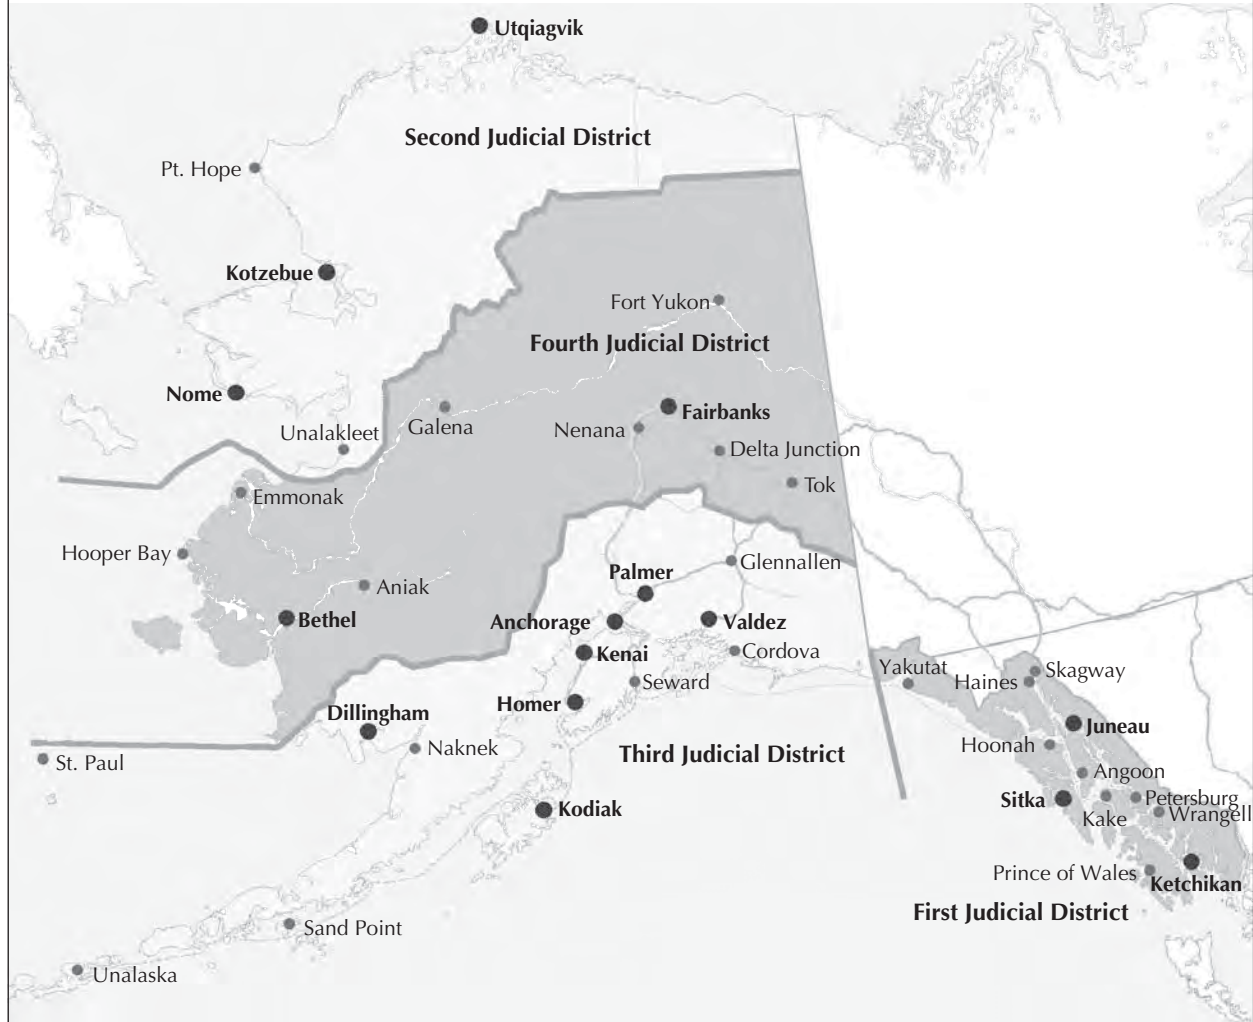 Utqiagvik
Second Judicial District
Pt. Hope
Kotzebue
Fort Yukon
Fourth Judicial District
Nome
Fairbanks
Galena
Nenana
Unalakleet
Delta Junction
Tok
Emmonak
Hooper Bay
Glennallen
Palmer
Aniak
Bethel
Anchorage
Valdez
Kenai
Cordova
Yakutat
Skagway
Haines
Seward
Homer
Dillingham
Juneau
Naknek
Hoonah
Third Judicial District
St. Paul
Angoon
Sitka
Petersburg
Kodiak
Wrangell
Kake
Prince of Wales
Ketchikan
First Judicial District
Sand Point
Unalaska